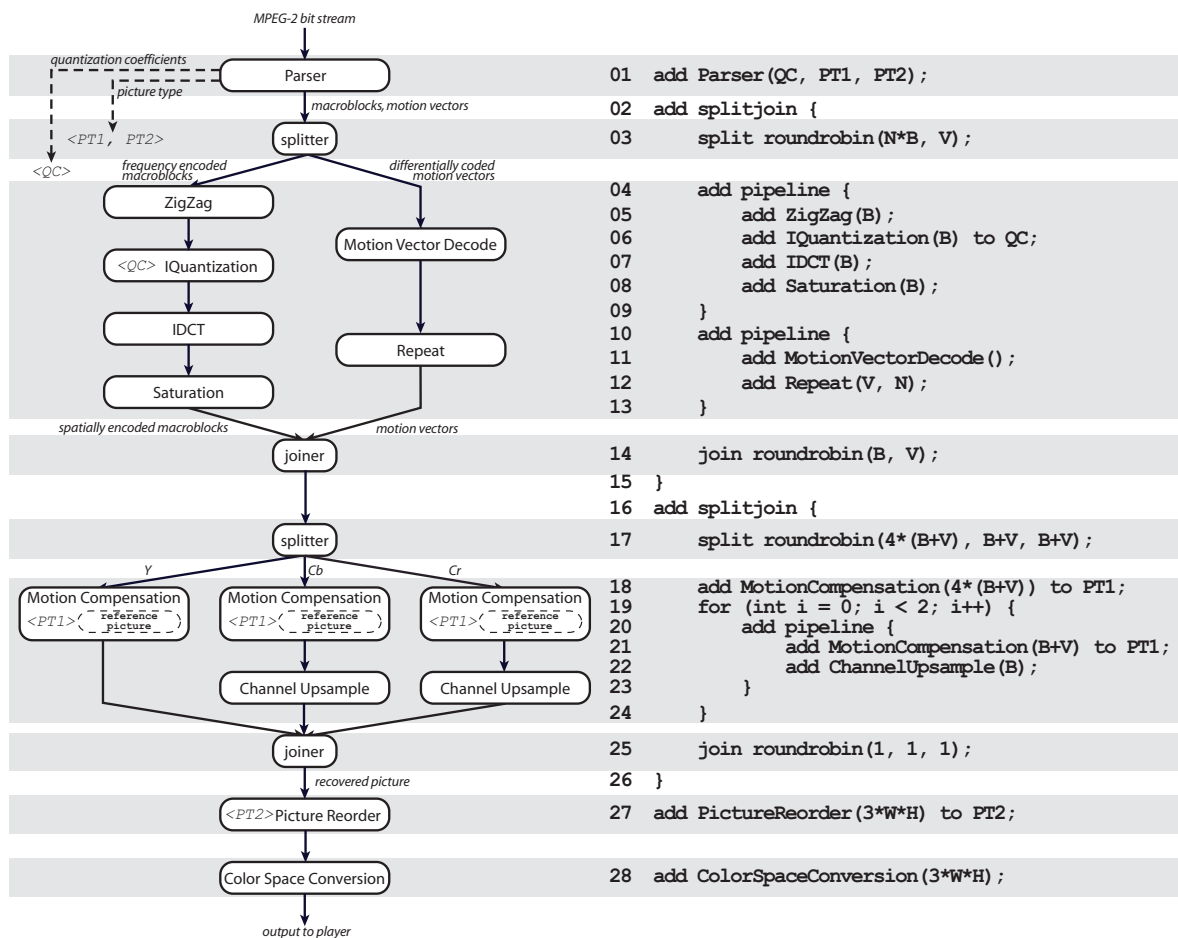 MPEG-2 bit stream
quantization coefficients
Parser
picture type
macroblocks, motion vectors
<PT1, PT2>
splitter
<QC>
frequency encoded
macroblocks
differentially coded
motion vectors
ZigZag
Motion Vector Decode
<QC> IQuantization
IDCT
Repeat
Saturation
spatially encoded macroblocks
motion vectors
joiner
splitter
Y
Cb
Cr
Motion Compensation
<PT1> reference
picture
Motion Compensation
<PT1> reference
picture
Motion Compensation
<PT1> reference
picture
Channel Upsample
Channel Upsample
joiner
recovered picture
<PT2> Picture Reorder
Color Space Conversion
output to player
01 add Parser(QC, PT1, PT2);
02 add splitjoin {
03 split roundrobin(N*B, V);
04 add pipeline {
05 add ZigZag(B);
06 add IQuantization(B) to QC;
07 add IDCT(B);
08 add Saturation(B);
09 }
10 add pipeline {
11 add MotionVectorDecode();
12 add Repeat(V, N);
13 }
14 join roundrobin(B, V);
15 }
16 add splitjoin {
17 split roundrobin(4*(B+V), B+V, B+V);
18 add MotionCompensation(4*(B+V)) to PT1;
19 for (int i = 0; i < 2; i++) {
20 add pipeline {
21 add MotionCompensation(B+V) to PT1;
22 add ChannelUpsample(B);
23 }
24 }
25 join roundrobin(1, 1, 1);
26 }
27 add PictureReorder(3*W*H) to PT2;
28 add ColorSpaceConversion(3*W*H);